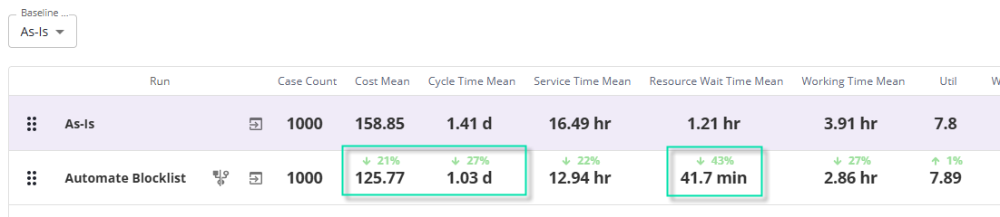 Baseline ...
As-Is
Run Case Count Cost Mean Cycle Time Mean Service Time Mean Resource Wait Time Mean Working Time Mean Util W
As-Is 1000 158.85 1.41 d 16.49 hr 1.21 hr 3.91 hr 7.8
↓ 21% ↓ 27% ↓ 22% ↓ 43% ↓ 27% ↑ 1%
Automate Blocklist 1000 125.77 1.03 d 12.94 hr 41.7 min 2.86 hr 7.89